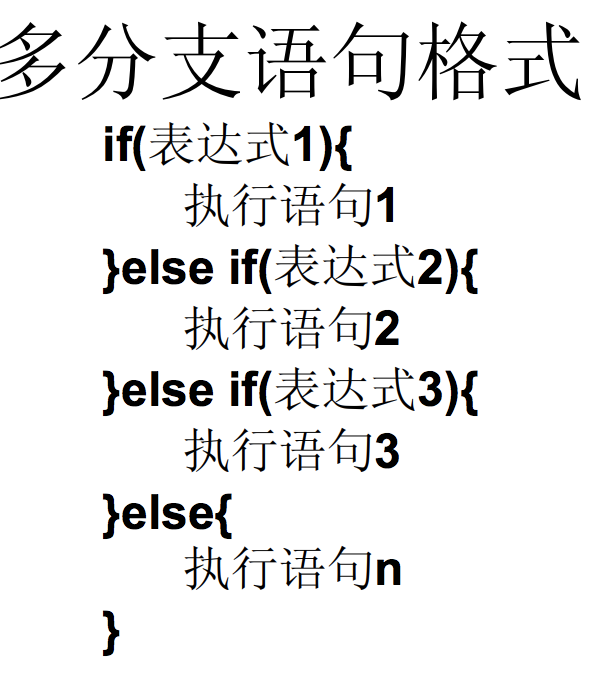 多分支语句格式
if(表达式1){
执行语句1
}else if(表达式2){
执行语句2
}else if(表达式3){
执行语句3
}else{
执行语句n
}